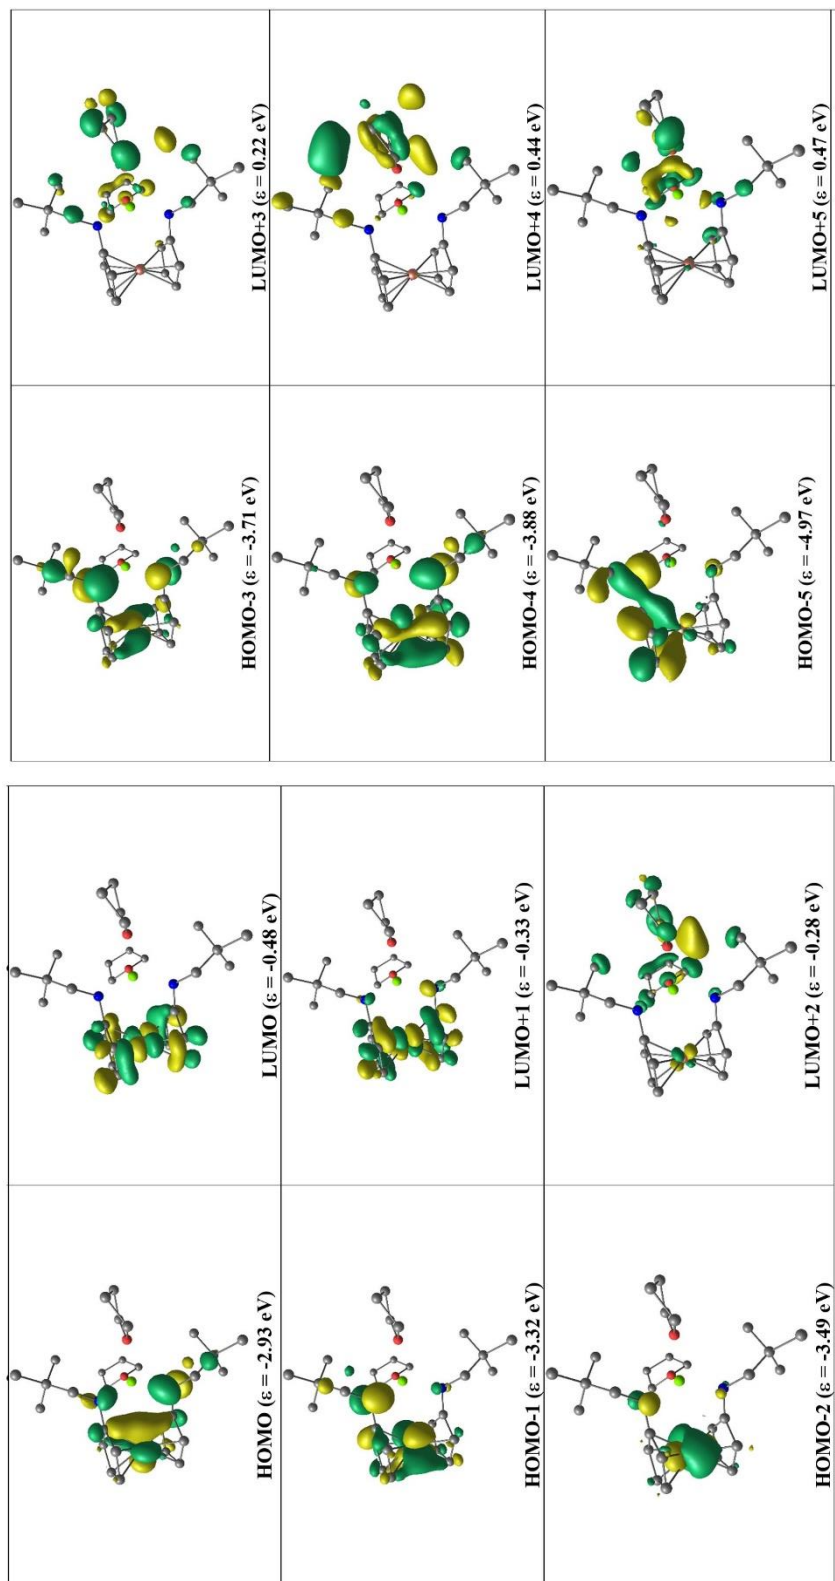 HOMO (ε = -2.93 eV)
LUMO (ε = -0.48 eV)
HOMO-1 (ε = -3.32 eV)
LUMO+1 (ε = -0.33 eV)
HOMO-2 (ε = -3.49 eV)
LUMO+2 (ε = -0.28 eV)
HOMO-3 (ε = -3.71 eV)
LUMO+3 (ε = 0.22 eV)
HOMO-4 (ε = -3.88 eV)
LUMO+4 (ε = 0.44 eV)
HOMO-5 (ε = -4.97 eV)
LUMO+5 (ε = 0.47 eV)